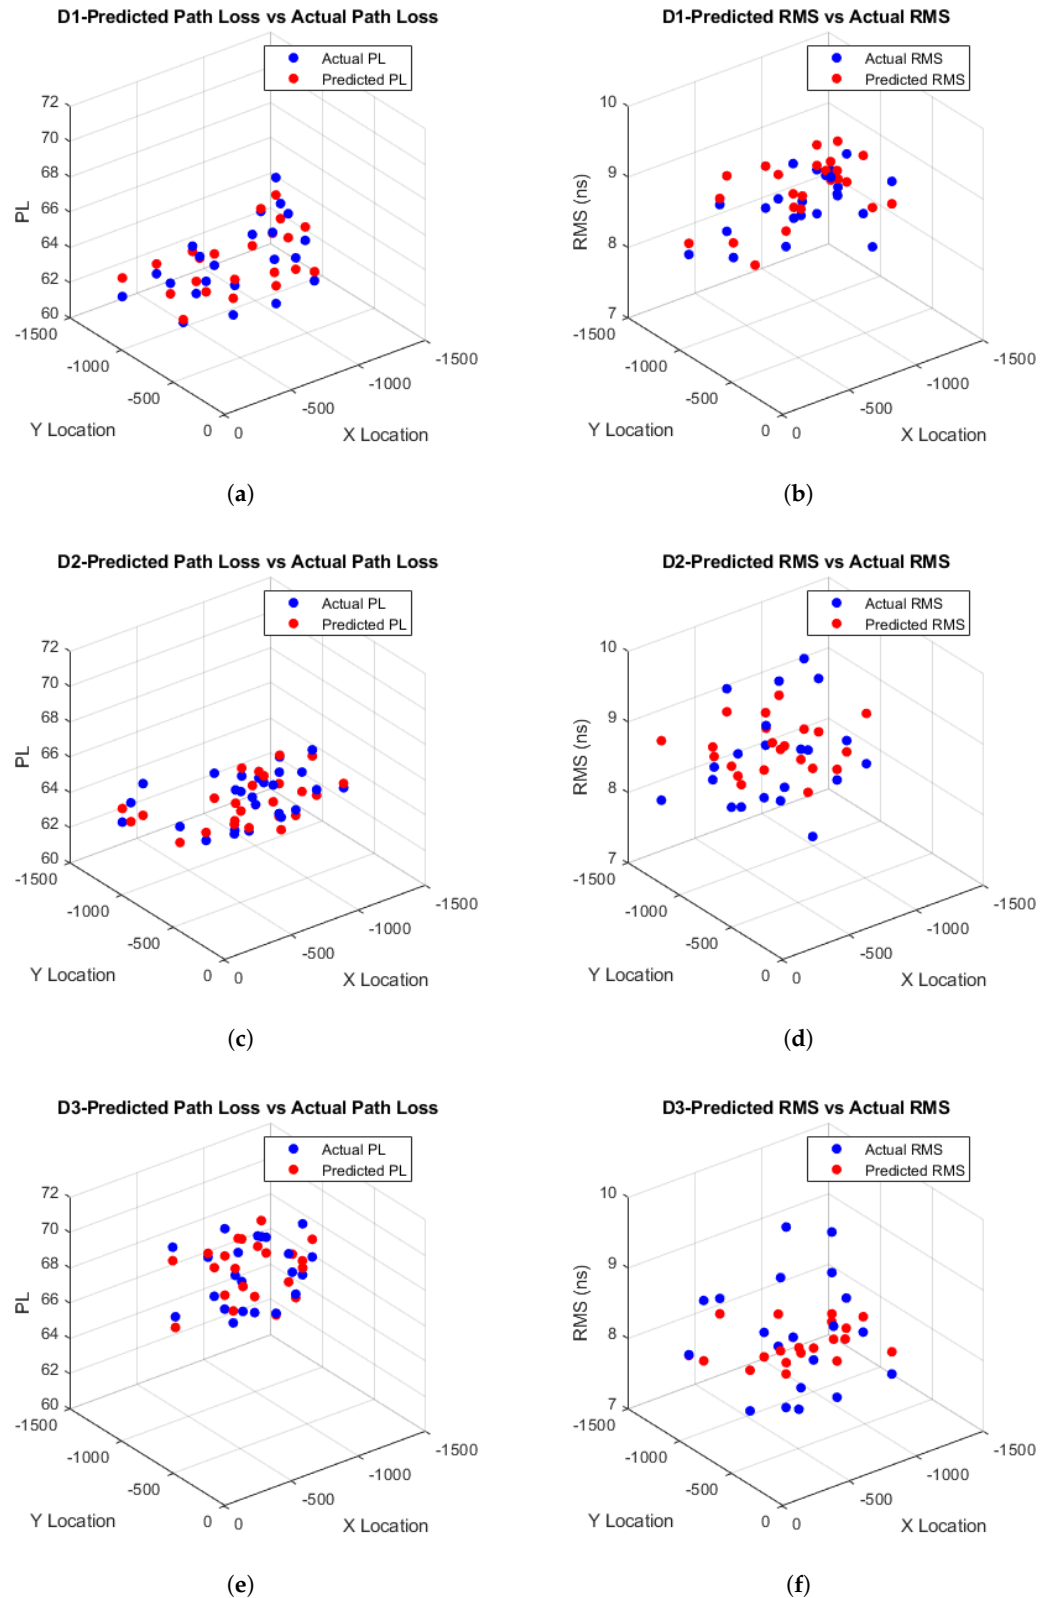 D1-Predicted Path Loss vs Actual Path Loss
Actual PL
Predicted PL
72
70
68
66
64
62
60
PL
-1500
-1000
-500
0
Y Location
0
-500
-1000
-1500
X Location
(a)
D1-Predicted RMS vs Actual RMS
Actual RMS
Predicted RMS
10
9
8
7
RMS (ns)
-1500
-1000
-500
0
Y Location
0
-500
-1000
-1500
X Location
(b)
D2-Predicted Path Loss vs Actual Path Loss
Actual PL
Predicted PL
72
70
68
66
64
62
60
PL
-1500
-1000
-500
0
Y Location
0
-500
-1000
-1500
X Location
(c)
D2-Predicted RMS vs Actual RMS
Actual RMS
Predicted RMS
10
9
8
7
RMS (ns)
-1500
-1000
-500
0
Y Location
0
-500
-1000
-1500
X Location
(d)
D3-Predicted Path Loss vs Actual Path Loss
Actual PL
Predicted PL
72
70
68
66
64
62
60
PL
-1500
-1000
-500
0
Y Location
0
-500
-1000
-1500
X Location
(e)
D3-Predicted RMS vs Actual RMS
Actual RMS
Predicted RMS
10
9
8
7
RMS (ns)
-1500
-1000
-500
0
Y Location
0
-500
-1000
-1500
X Location
(f)